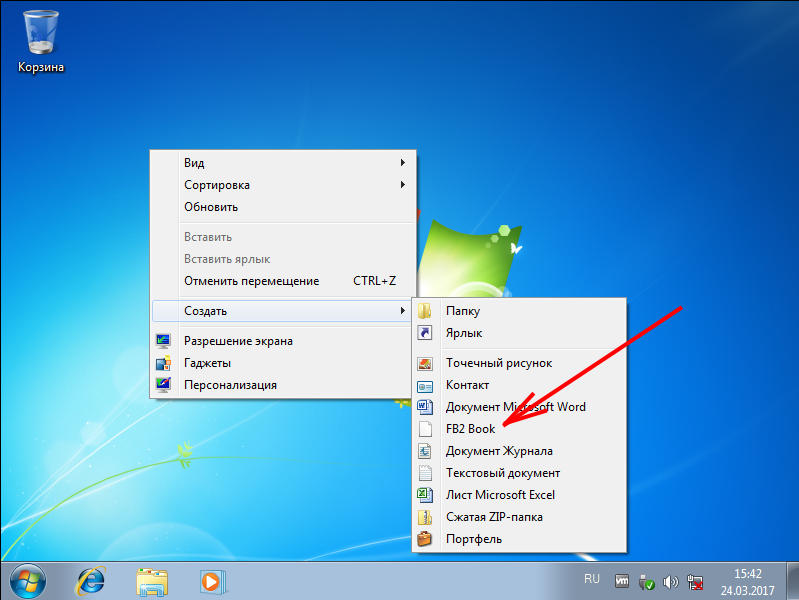 Корзина
Вид
Сортировка
Обновить
Вставить
Вставить ярлык
Отменить перемещение CTRL+Z
Создать
Разрешение экрана
Гаджеты
Персонализация
Папку
Ярлык
Точечный рисунок
Контакт
Документ Microsoft Word
FB2 Book
Документ Журнала
Текстовый документ
Лист Microsoft Excel
Сжатая ZIP-папка
Портфель
RU
vm
15:42
24.03.2017